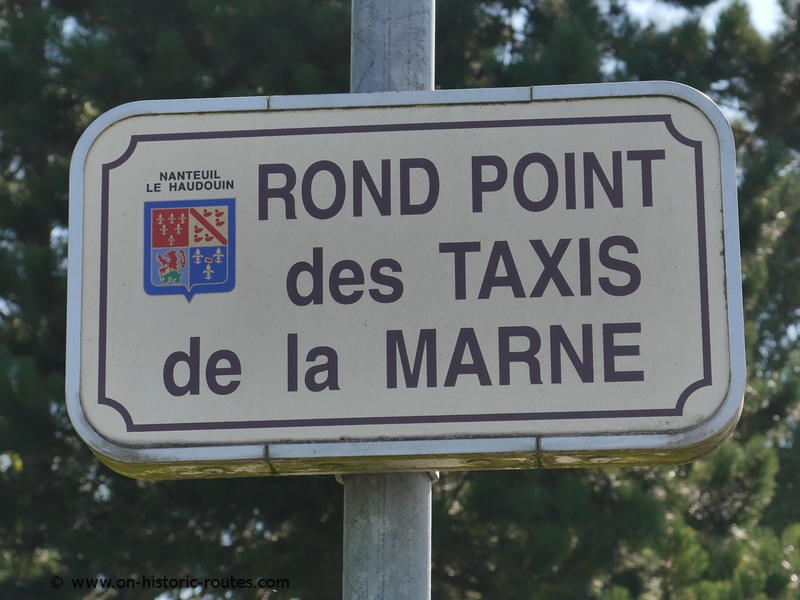 NANTEUIL
LE HAUDOUIN
ROND POINT
des TAXIS
de la MARNE
© www.on-historic-routes.com